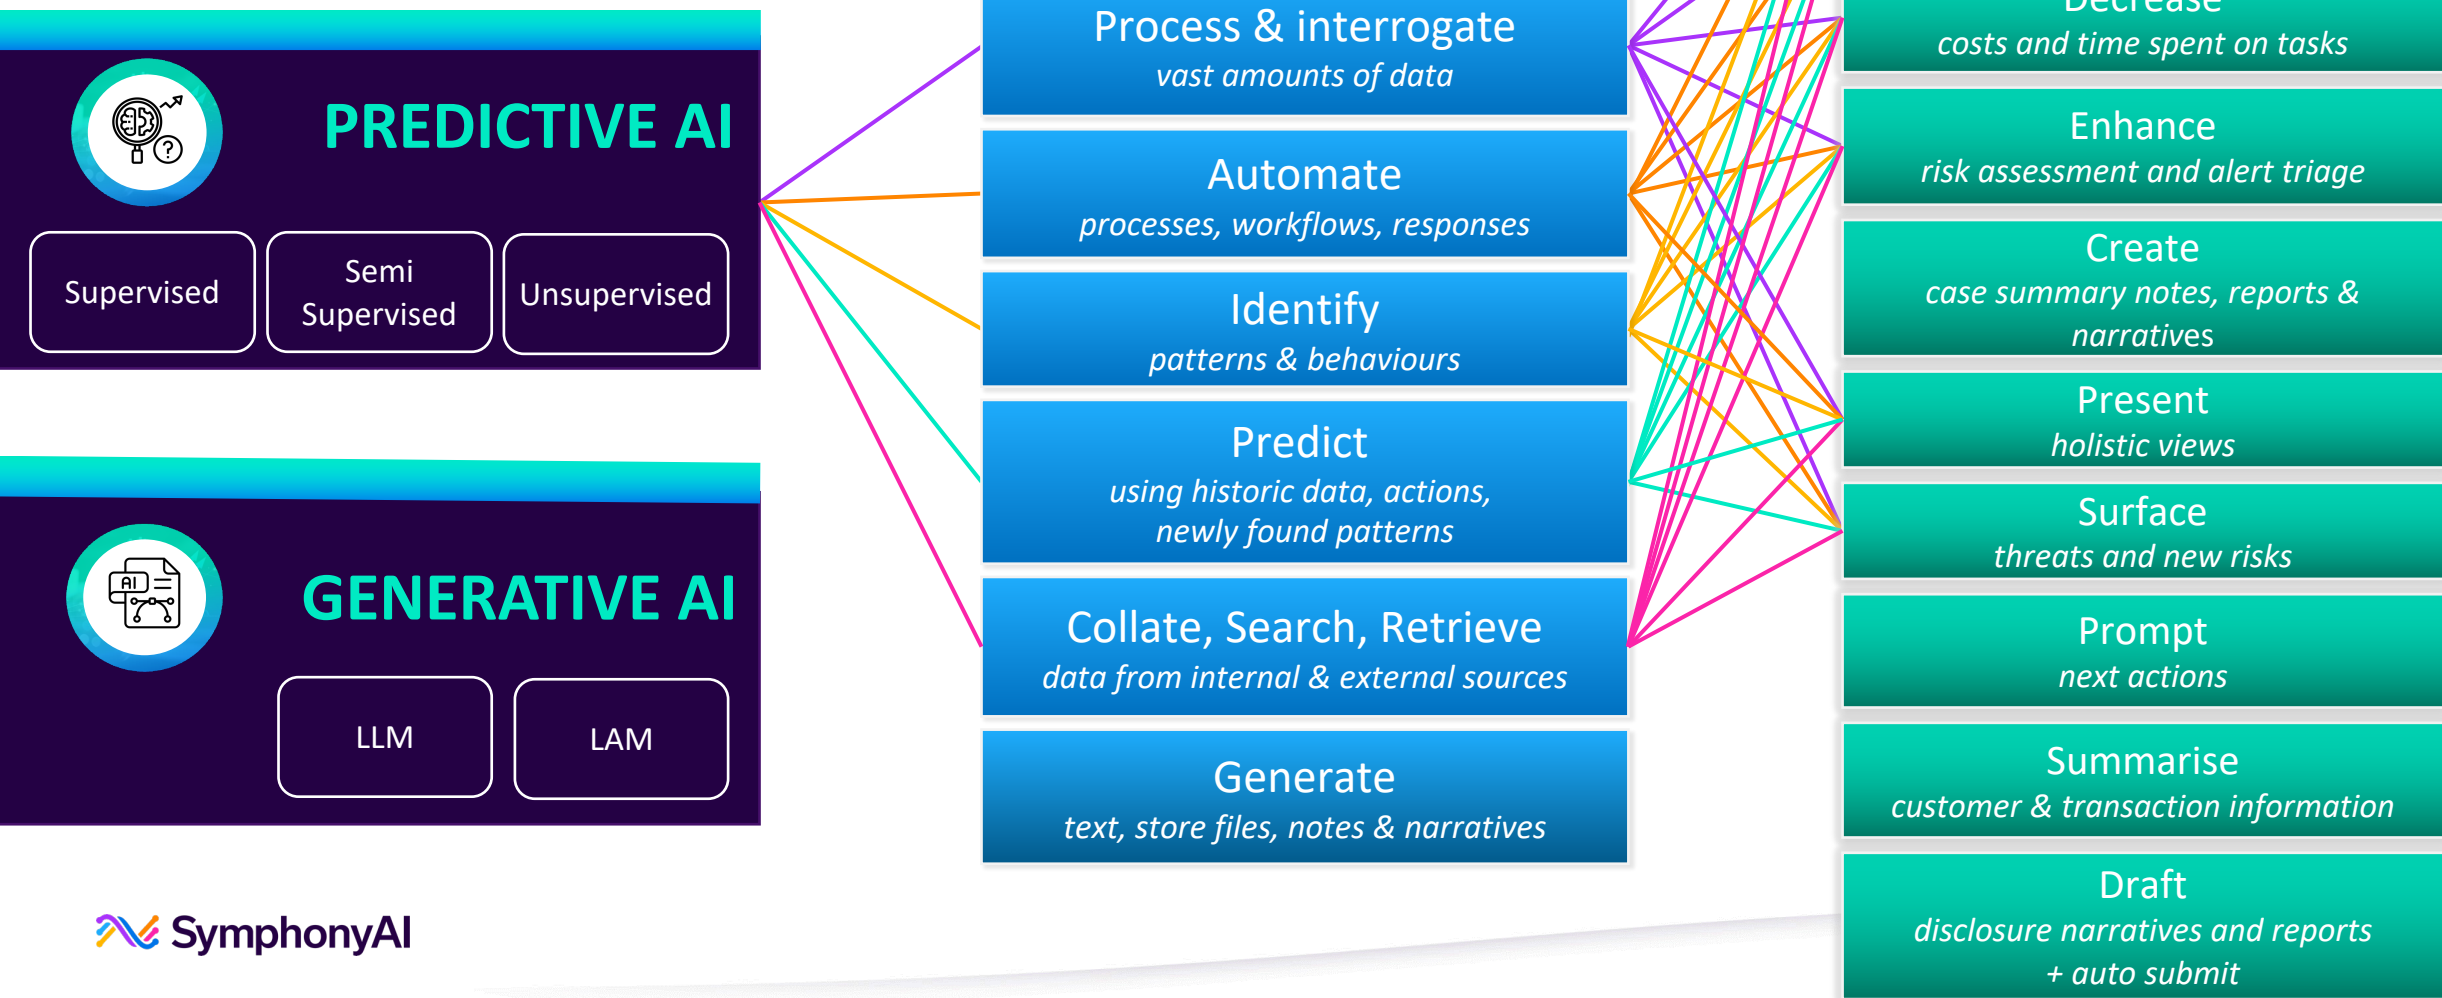 PREDICTIVE AI
Supervised
Semi
Supervised
Unsupervised
GENERATIVE AI
AI
LLM
LAM
SymphonyAI
Process & interrogate
vast amounts of data
Automate
processes, workflows, responses
Identify
patterns & behaviours
Predict
using historic data, actions,
newly found patterns
Collate, Search, Retrieve
data from internal & external sources
Generate
text, store files, notes & narratives
Decrease
costs and time spent on tasks
Enhance
risk assessment and alert triage
Create
case summary notes, reports &
narratives
Present
holistic views
Surface
threats and new risks
Prompt
next actions
Summarise
customer & transaction information
Draft
disclosure narratives and reports
+ auto submit